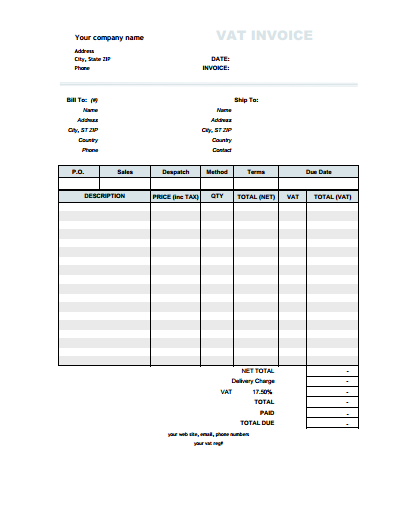 Your company name
VAT INVOICE
Address
City, State ZIP
DATE:
Phone
INVOICE:
Bill To: (#)
Ship To:
Name
Name
Address
Address
City, ST ZIP
City, ST ZIP
Country
Country
Phone
Contact
P.O. Sales Despatch Method Terms Due Date
DESCRIPTION PRICE (inc TAX) QTY TOTAL (NET) VAT TOTAL (VAT)
NET TOTAL -
Delivery Charge -
VAT 17.50% -
TOTAL -
PAID -
TOTAL DUE -
your web site, email, phone numbers
your vat reg#